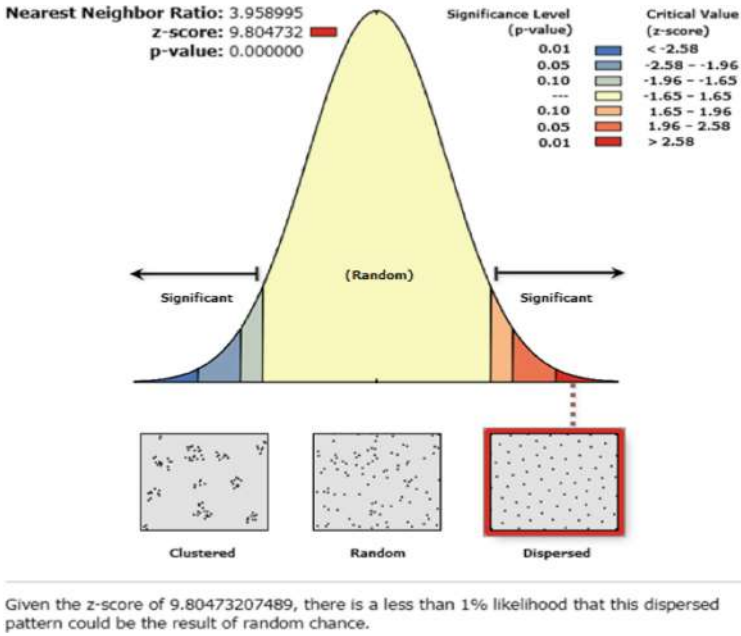 Nearest Neighbor Ratio: 3.958995
z-score: 9.804732
p-value: 0.000000
Significance Level (p-value)
Critical Value (z-score)
0.01 < -2.58
0.05 -2.58 – -1.96
0.10 -1.96 – -1.65
--- -1.65 – 1.65
0.10 1.65 – 1.96
0.05 1.96 – 2.58
0.01 > 2.58
Significant
(Random)
Significant
Clustered
Random
Dispersed
Given the z-score of 9.80473207489, there is a less than 1% likelihood that this dispersed
pattern could be the result of random chance.